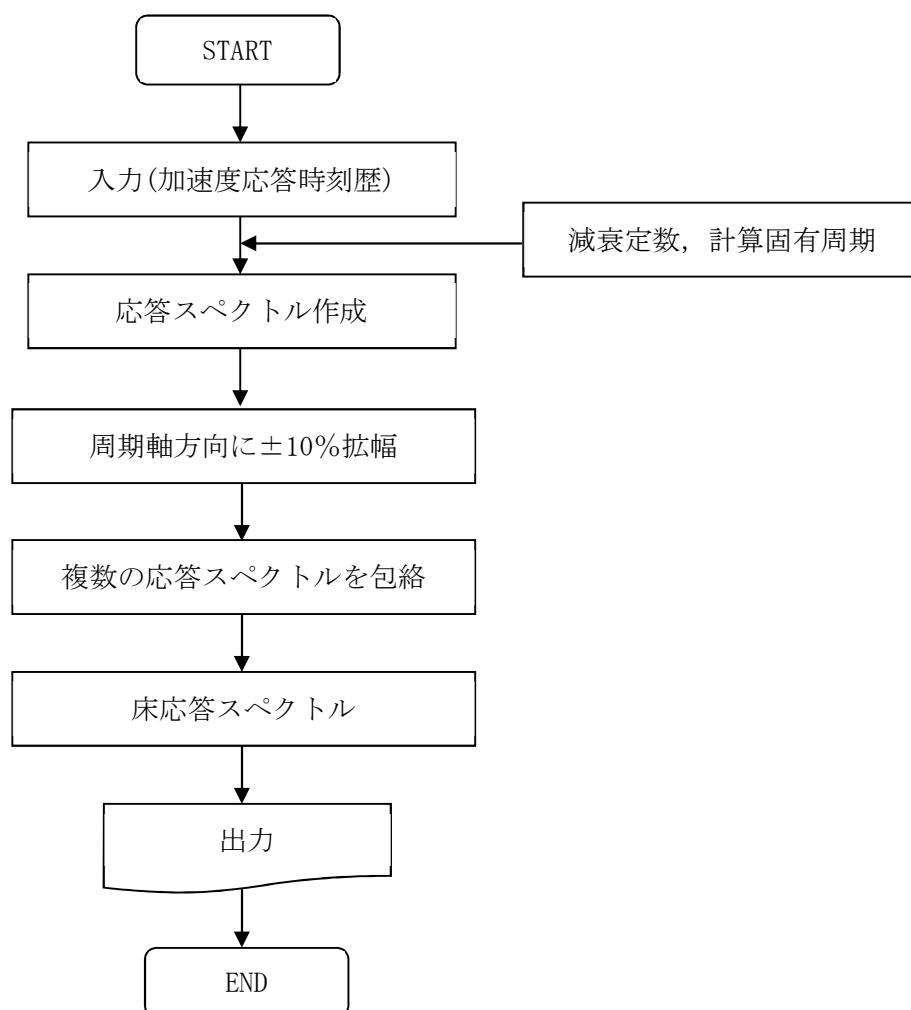 START
入力(加速度応答時刻歴)
減衰定数，計算固有周期
応答スペクトル作成
周期軸方向に±10％拡幅
複数の応答スペクトルを包絡
床応答スペクトル
出力
END